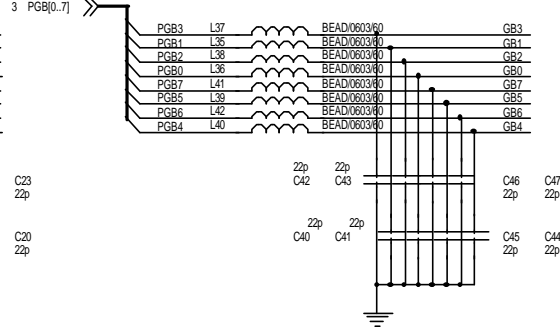 3 PGB[0..7]
PGB3 L37 BEAD/0603/60 GB3
PGB1 L35 BEAD/0603/60 GB1
PGB2 L38 BEAD/0603/60 GB2
PGB0 L36 BEAD/0603/60 GB0
PGB7 L41 BEAD/0603/60 GB7
PGB5 L39 BEAD/0603/60 GB5
PGB6 L42 BEAD/0603/60 GB6
PGB4 L40 BEAD/0603/60 GB4
22p 22p
C23 C42 C43 C46 C47
22p 22p 22p
22p 22p
C20 C40 C41 C45 C44
22p 22p 22p